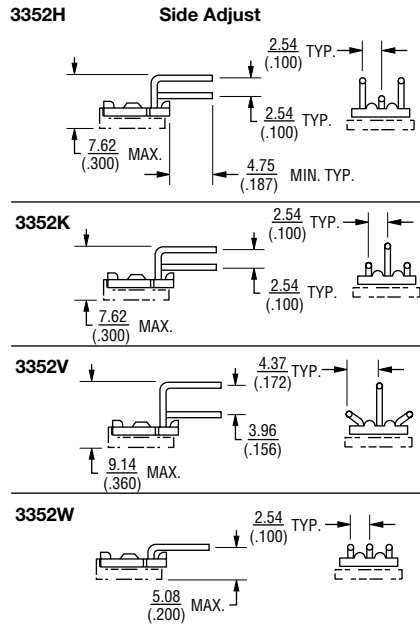 3352H Side Adjust
2.54
(.100) TYP.
2.54
(.100) TYP.
7.62
(.300) MAX.
4.75
(.187) MIN. TYP.
3352K
2.54
(.100) TYP.
2.54
(.100) TYP.
7.62
(.300) MAX.
3352V
4.37
(.172) TYP.
3.96
(.156)
9.14
(.360) MAX.
3352W
2.54
(.100) TYP.
5.08
(.200) MAX.